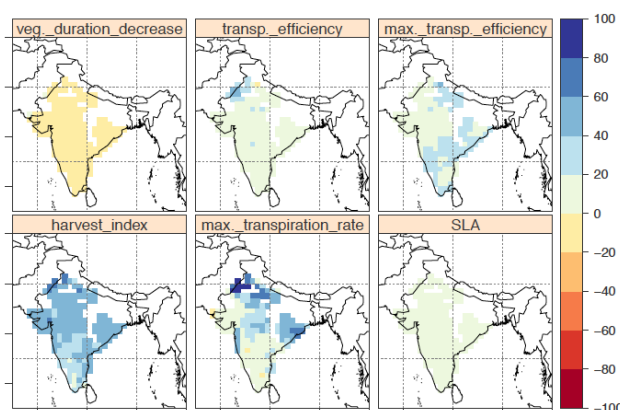 veg._duration_decrease
transp._efficiency
max._transp._efficiency
harvest_index
max._transpiration_rate
SLA
100
80
60
40
20
0
−20
−40
−60
−80
−100